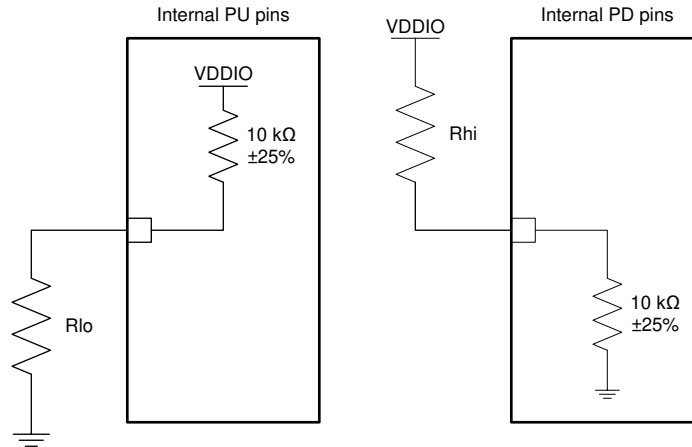 Internal PU pins
VDDIO
10 kΩ
±25%
Rlo
Internal PD pins
VDDIO
Rhi
10 kΩ
±25%